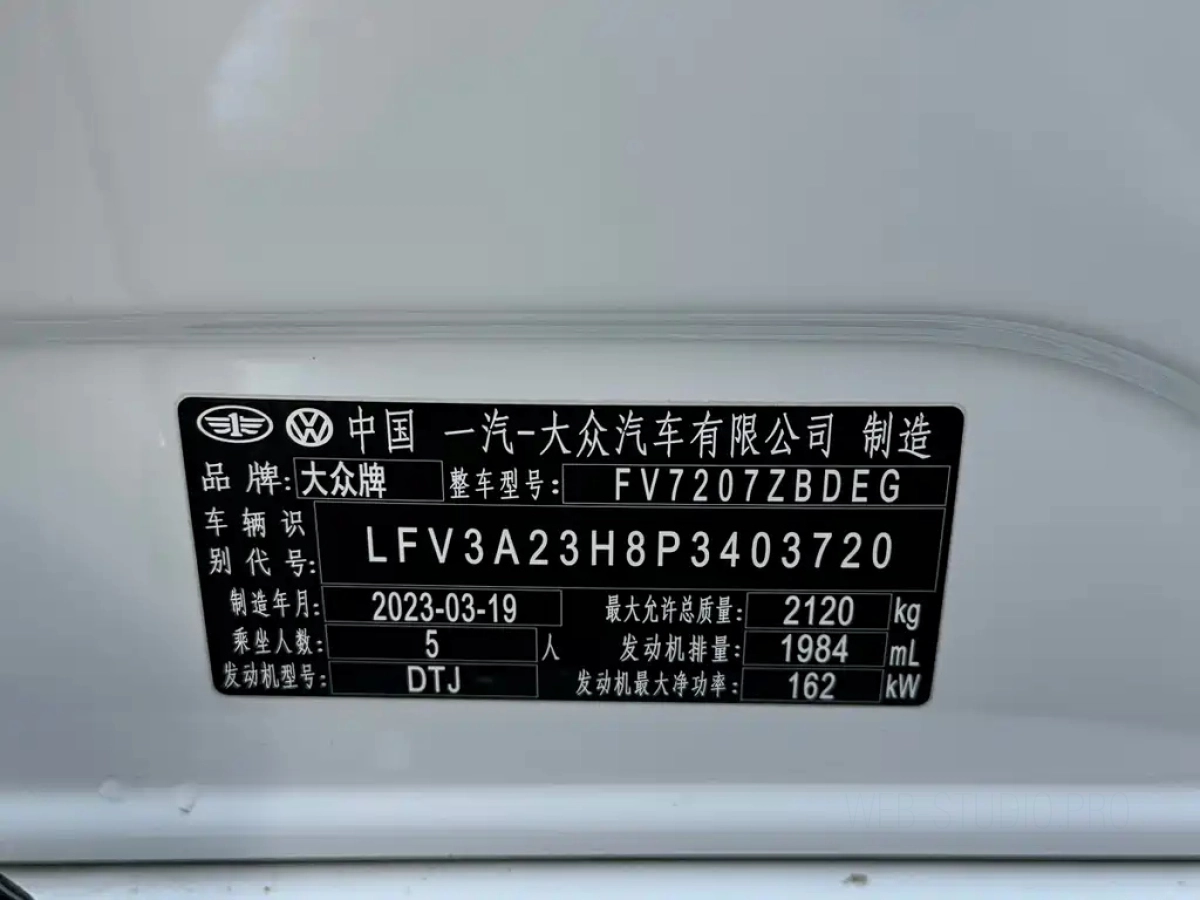 中国 一汽-大众汽车有限公司 制造
品牌: 大众牌 整车型号: FV7207ZBDEG
车辆识别代号: LFV3A23H8P3403720
制造年月: 2023-03-19 最大允许总质量: 2120 kg
乘坐人数: 5 人 发动机排量: 1984 mL
发动机型号: DTJ 发动机最大净功率: 162 kW